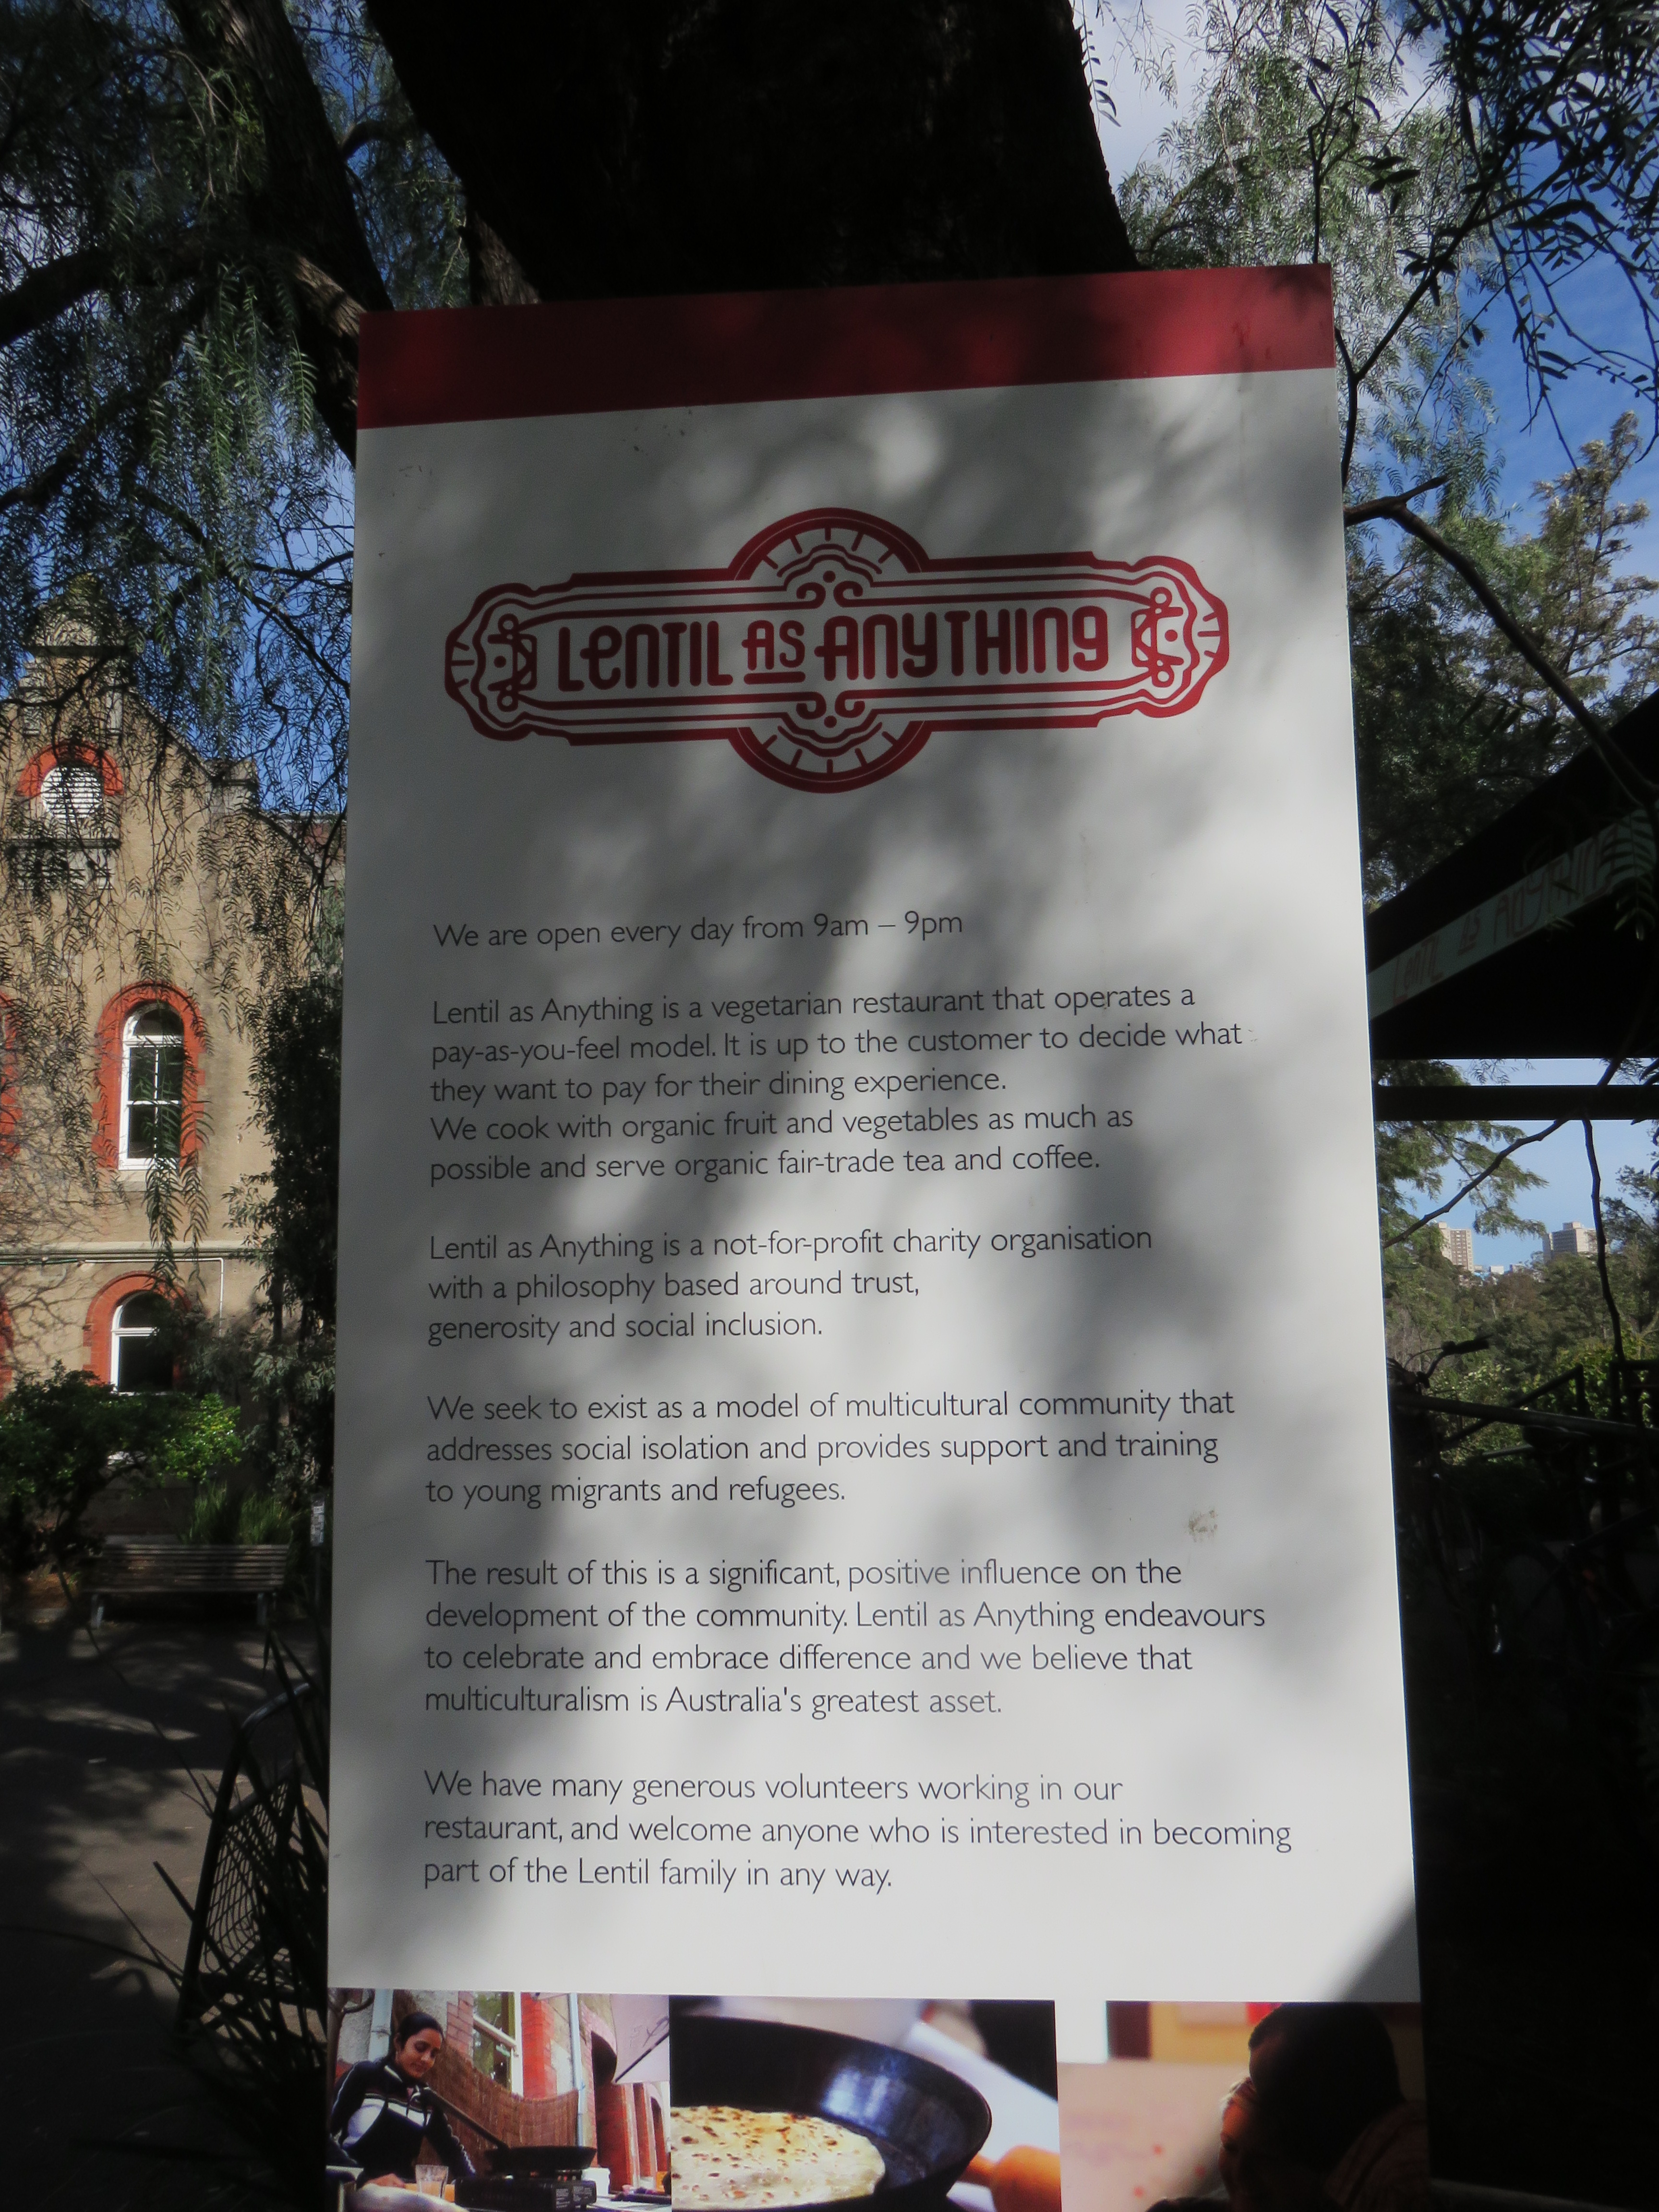 LENTIL AS ANYTHING
We are open every day from 9am – 9pm
Lentil as Anything is a vegetarian restaurant that operates a
pay-as-you-feel model. It is up to the customer to decide what
they want to pay for their dining experience.
We cook with organic fruit and vegetables as much as
possible and serve organic fair-trade tea and coffee.
Lentil as Anything is a not-for-profit charity organisation
with a philosophy based around trust,
generosity and social inclusion.
We seek to exist as a model of multicultural community that
addresses social isolation and provides support and training
to young migrants and refugees.
The result of this is a significant, positive influence on the
development of the community. Lentil as Anything endeavours
to celebrate and embrace difference and we believe that
multiculturalism is Australia's greatest asset.
We have many generous volunteers working in our
restaurant, and welcome anyone who is interested in becoming
part of the Lentil family in any way.
LENTIL AS ANYTHING